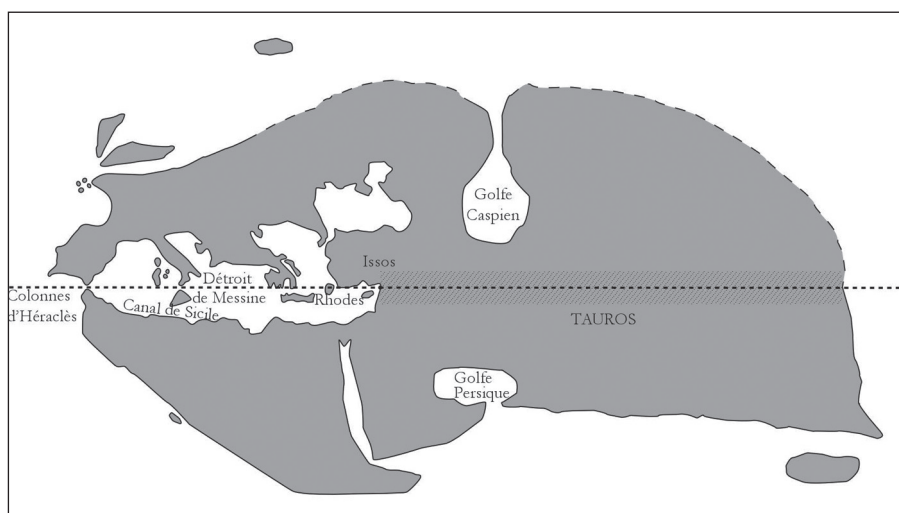 Golfe
Caspien
Issos
Détroit
de Messine
Colonnes
d'Héraclès
Canal de Sicile
Rhodes
TAUROS
Golfe
Persique